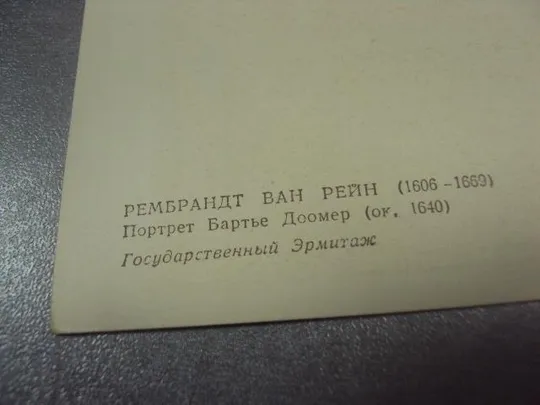 РЕМБРАНДТ ВАН РЕЙН (1606-1669)
Портрет Бартье Доомер (ок. 1640)
Государственный Эрмитаж